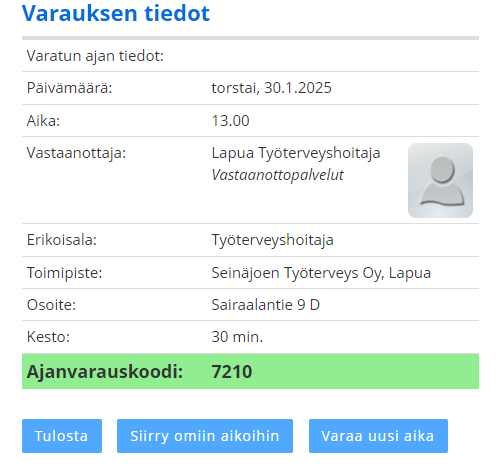 Varauksen tiedot
Varatun ajan tiedot:
Päivämäärä: torstai, 30.1.2025
Aika: 13.00
Vastaanottaja: Lapua Työterveyshoitaja
Vastaanottopalvelut
Erikoisala: Työterveyshoitaja
Toimipiste: Seinäjoen Työterveys Oy, Lapua
Osoite: Sairaalantie 9 D
Kesto: 30 min.
Ajanvarauskoodi: 7210
Tulosta Siirry omiin aikoihin Varaa uusi aika